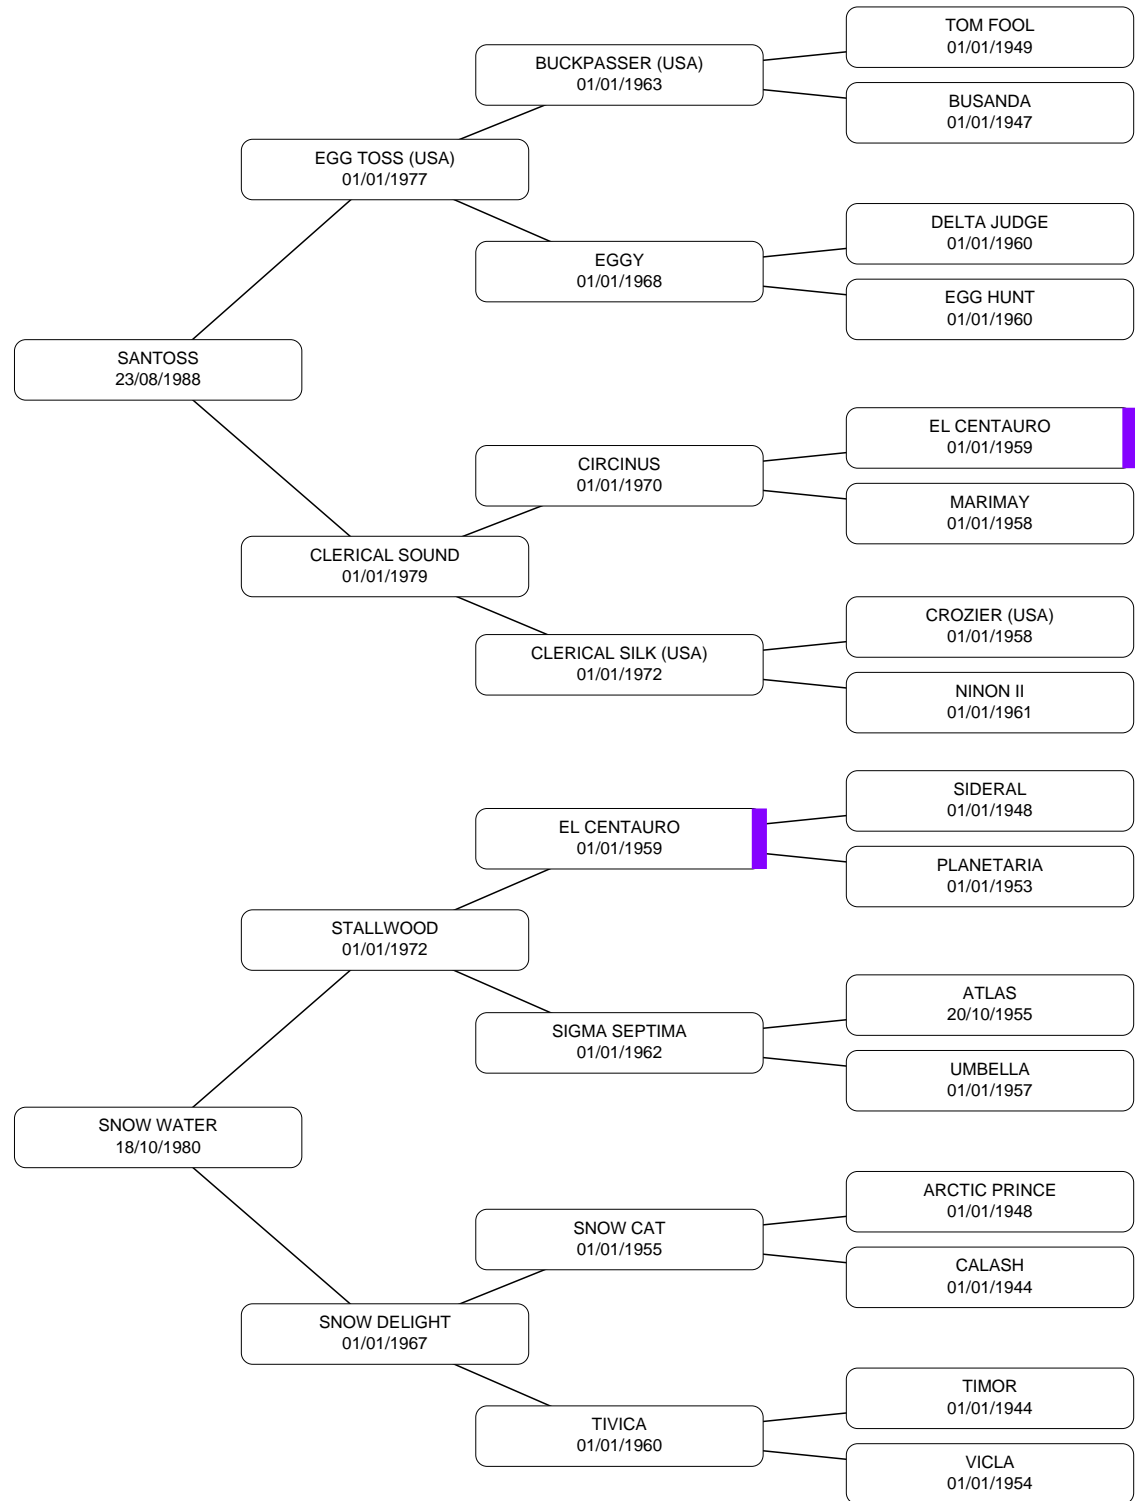 TOM FOOL
01/01/1949
BUCKPASSER (USA)
01/01/1963
BUSANDA
01/01/1947
EGG TOSS (USA)
01/01/1977
DELTA JUDGE
01/01/1960
EGGY
01/01/1968
EGG HUNT
01/01/1960
SANTOSS
23/08/1988
EL CENTAURO
01/01/1959
CIRCINUS
01/01/1970
MARIMAY
01/01/1958
CLERICAL SOUND
01/01/1979
CROZIER (USA)
01/01/1958
CLERICAL SILK (USA)
01/01/1972
NINON II
01/01/1961
SIDERAL
01/01/1948
EL CENTAURO
01/01/1959
PLANETARIA
01/01/1953
STALLWOOD
01/01/1972
ATLAS
20/10/1955
SIGMA SEPTIMA
01/01/1962
UMBELLA
01/01/1957
SNOW WATER
18/10/1980
ARCTIC PRINCE
01/01/1948
SNOW CAT
01/01/1955
CALASH
01/01/1944
SNOW DELIGHT
01/01/1967
TIMOR
01/01/1944
TIVICA
01/01/1960
VICLA
01/01/1954